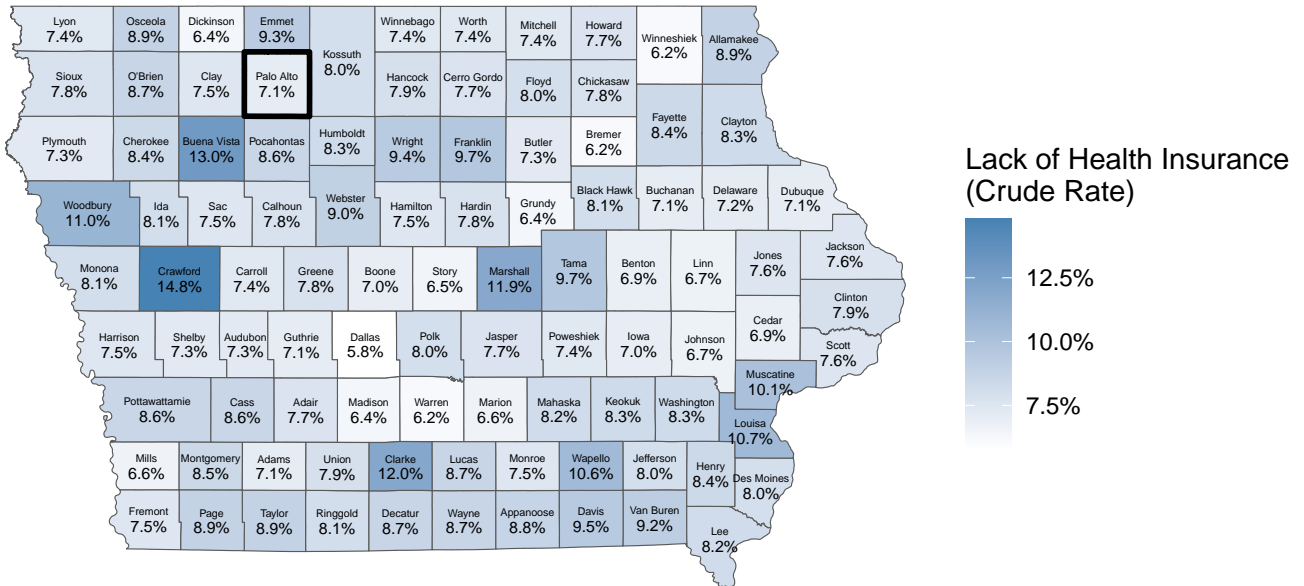 Lyon
7.4%
Osceola
8.9%
Dickinson
6.4%
Emmet
9.3%
Kossuth
8.0%
Winnebago
7.4%
Worth
7.4%
Mitchell
7.4%
Howard
7.7%
Winneshiek
6.2%
Allamakee
8.9%
Sioux
7.8%
O'Brien
8.7%
Clay
7.5%
Palo Alto
7.1%
Hancock
7.9%
Cerro Gordo
7.7%
Floyd
8.0%
Chickasaw
7.8%
Fayette
8.4%
Clayton
8.3%
Plymouth
7.3%
Cherokee
8.4%
Buena Vista
13.0%
Pocahontas
8.6%
Humboldt
8.3%
Wright
9.4%
Franklin
9.7%
Butler
7.3%
Bremer
6.2%
Woodbury
11.0%
Ida
8.1%
Sac
7.5%
Calhoun
7.8%
Webster
9.0%
Hamilton
7.5%
Hardin
7.8%
Grundy
6.4%
Black Hawk
8.1%
Buchanan
7.1%
Delaware
7.2%
Dubuque
7.1%
Monona
8.1%
Crawford
14.8%
Carroll
7.4%
Greene
7.8%
Boone
7.0%
Story
6.5%
Marshall
11.9%
Tama
9.7%
Benton
6.9%
Linn
6.7%
Jones
7.6%
Jackson
7.6%
Clinton
7.9%
Harrison
7.5%
Shelby
7.3%
Audubon
7.3%
Guthrie
7.1%
Dallas
5.8%
Polk
8.0%
Jasper
7.7%
Poweshiek
7.4%
Iowa
7.0%
Johnson
6.7%
Cedar
6.9%
Scott
7.6%
Muscatine
10.1%
Pottawattamie
8.6%
Cass
8.6%
Adair
7.7%
Madison
6.4%
Warren
6.2%
Marion
6.6%
Mahaska
8.2%
Keokuk
8.3%
Washington
8.3%
Louisa
10.7%
Mills
6.6%
Montgomery
8.5%
Adams
7.1%
Union
7.9%
Clarke
12.0%
Lucas
8.7%
Monroe
7.5%
Wapello
10.6%
Jefferson
8.0%
Henry
8.4%
Des Moines
8.0%
Fremont
7.5%
Page
8.9%
Taylor
8.9%
Ringgold
8.1%
Decatur
8.7%
Wayne
8.7%
Appanoose
8.8%
Davis
9.5%
Van Buren
9.2%
Lee
8.2%
Lack of Health Insurance
(Crude Rate)
12.5%
10.0%
7.5%